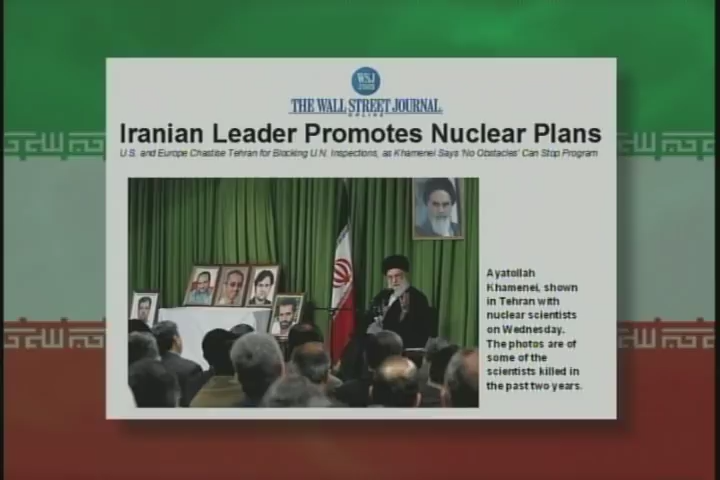 WSJ
THE WALL STREET JOURNAL.
ONLINE
Iranian Leader Promotes Nuclear Plans
U.S. and Europe Chastise Tehran for Blocking U.N. Inspections, as Khamenei Says 'No Obstacles' Can Stop Program
Ayatollah
Khamenei, shown
in Tehran with
nuclear scientists
on Wednesday.
The photos are of
some of the
scientists killed in
the past two years.